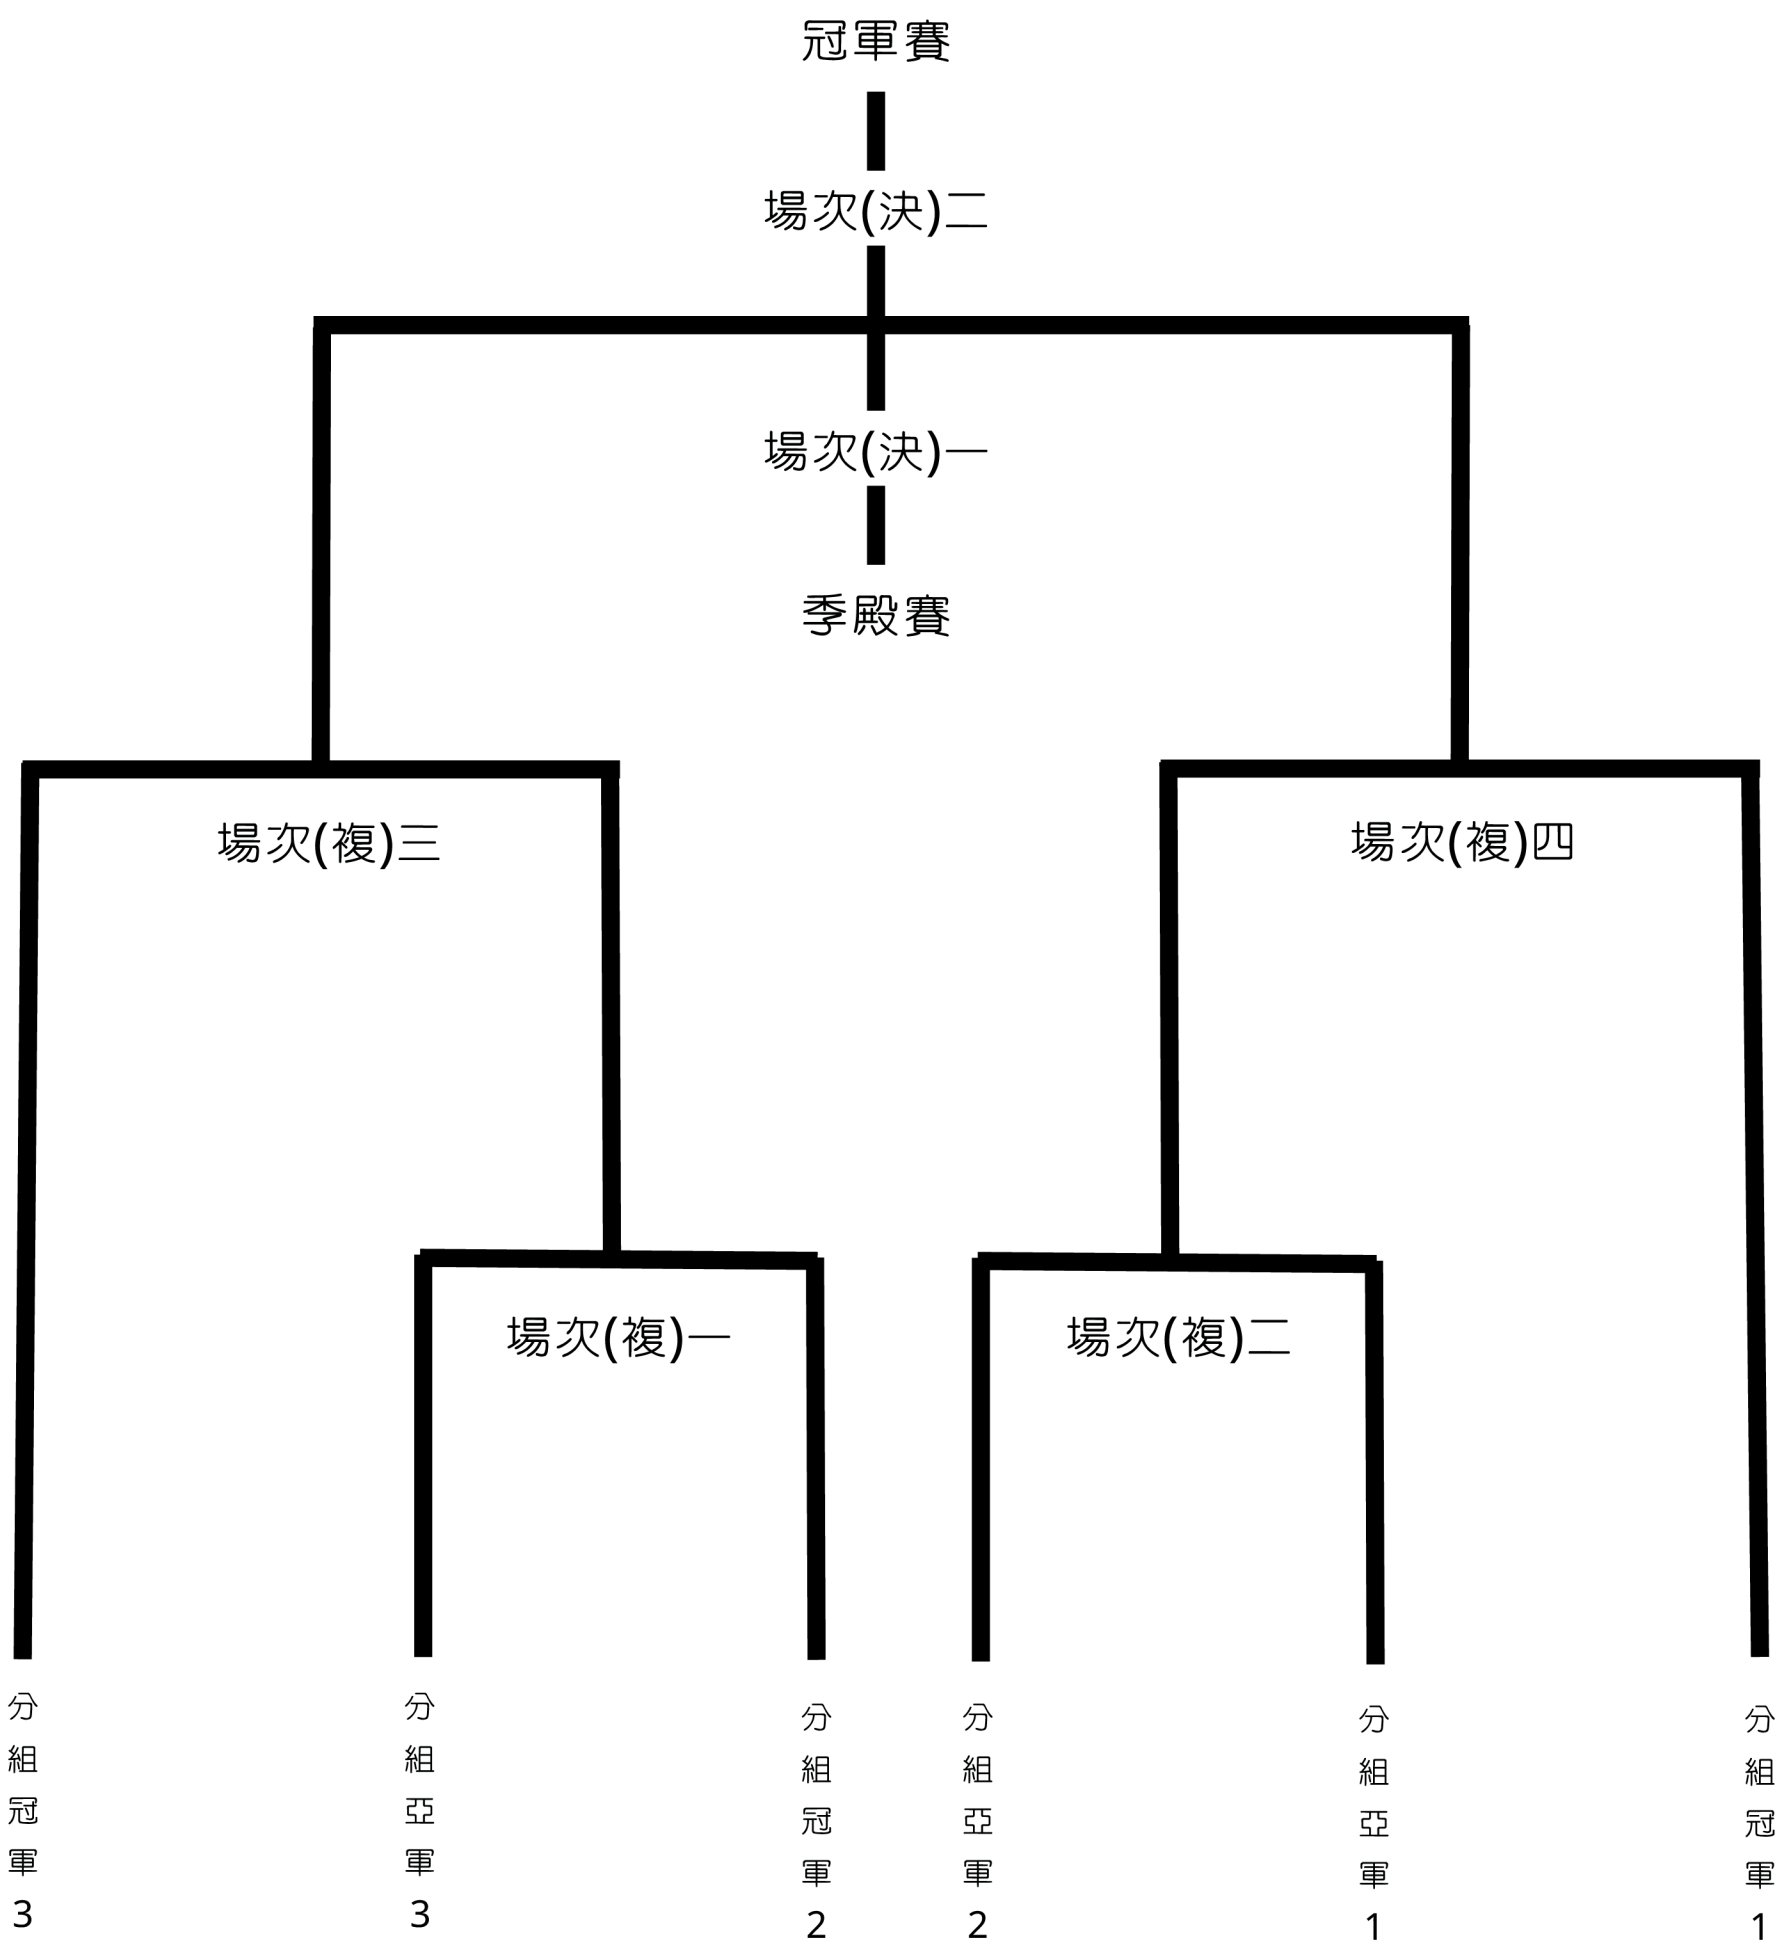 冠軍賽
場次(決)二
場次(決)一
季殿賽
場次(複)三
場次(複)四
場次(複)一
場次(複)二
分組冠軍3
分組亞軍3
分組冠軍2
分組亞軍2
分組亞軍1
分組冠軍1